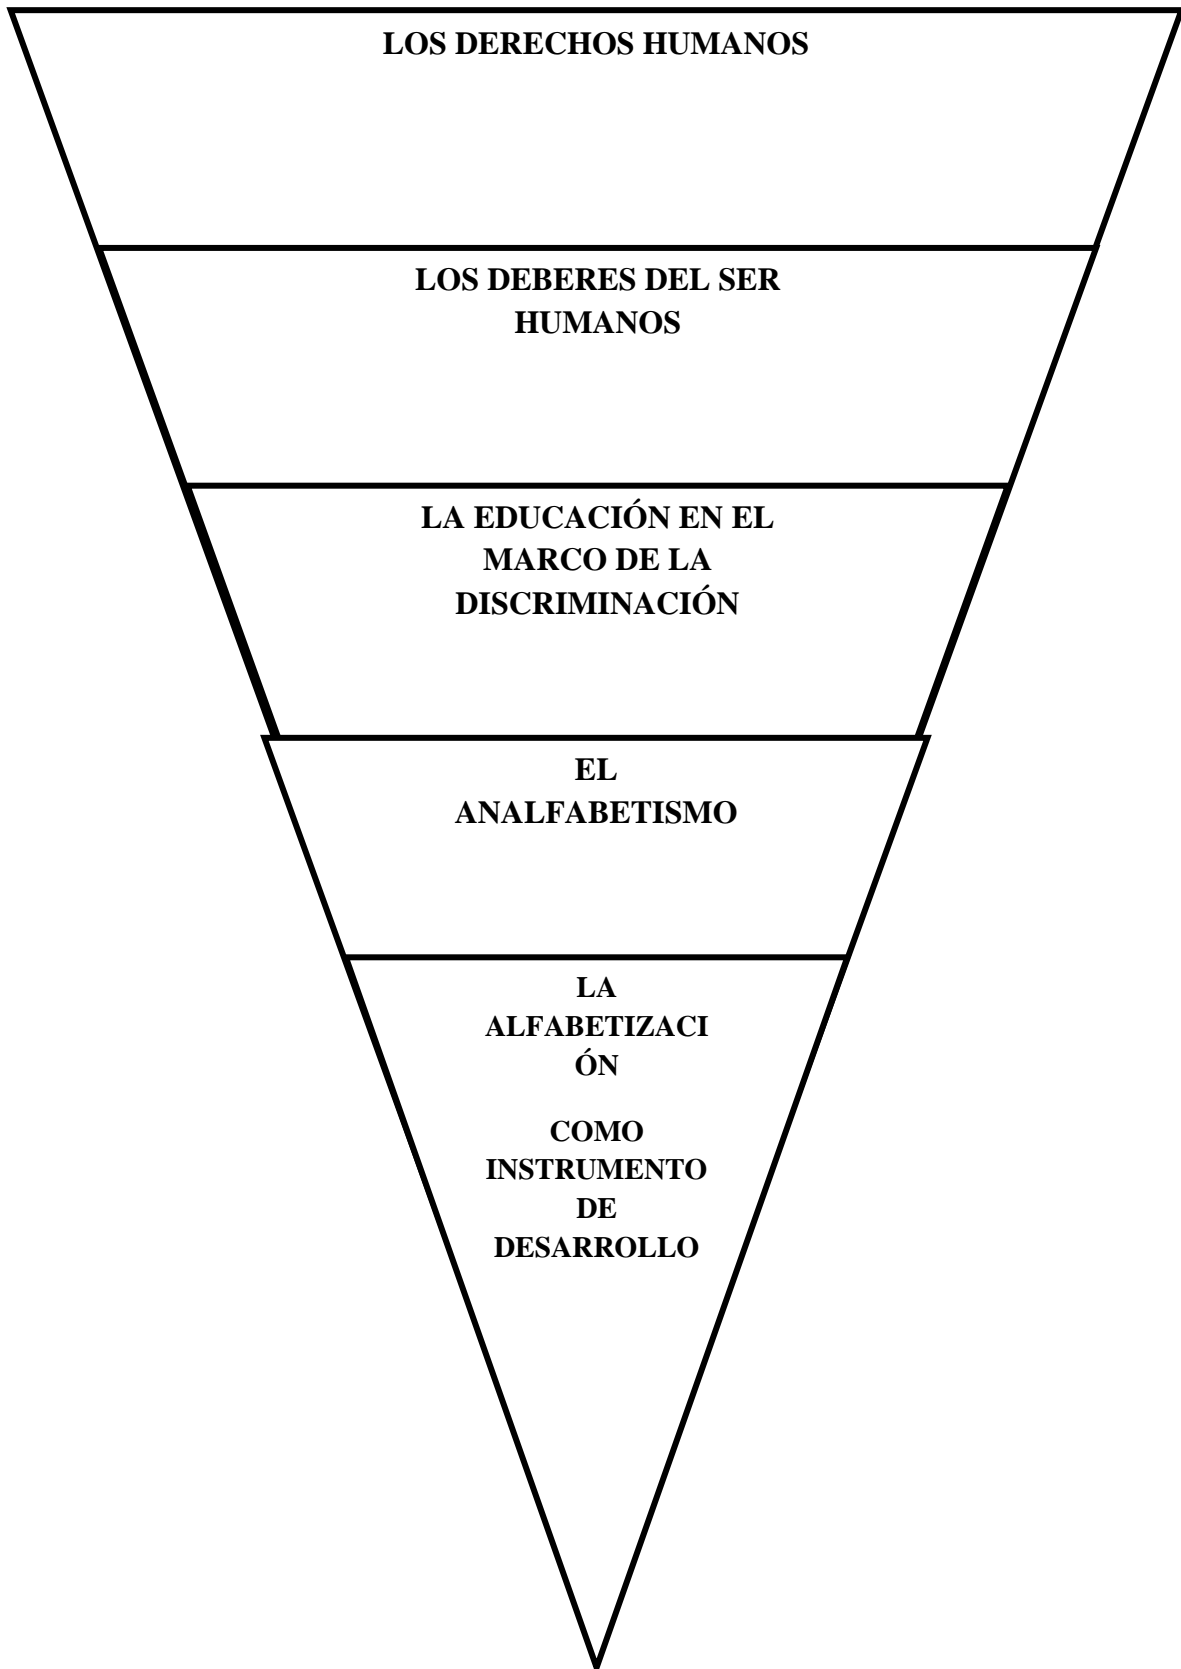 LOS DERECHOS HUMANOS
LOS DEBERES DEL SER
HUMANOS
LA EDUCACIÓN EN EL
MARCO DE LA
DISCRIMINACIÓN
EL
ANALFABETISMO
LA
ALFABETIZACI
ÓN
COMO
INSTRUMENTO
DE
DESARROLLO